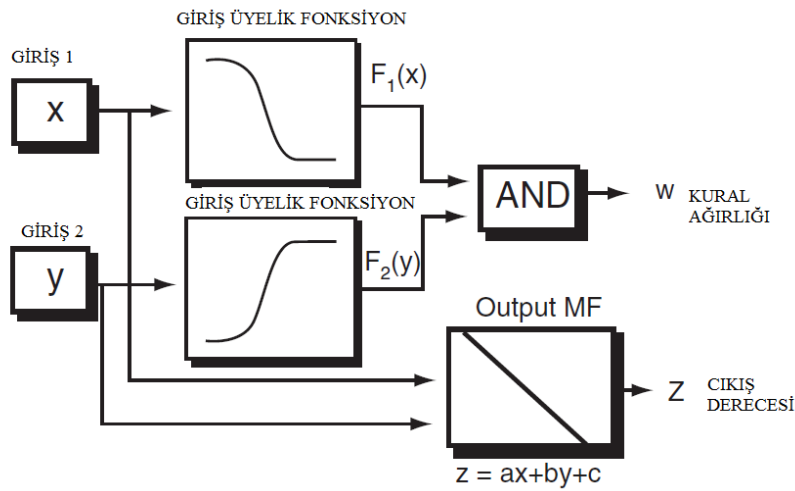 GİRİŞ ÜYELİK FONKSİYON
GİRİŞ 1
x
F1(x)
GİRİŞ ÜYELİK FONKSİYON
AND
w
KURAL
AĞIRLIĞI
GİRİŞ 2
y
F2(y)
Output MF
z
CIKIŞ
DERECESİ
z = ax+by+c